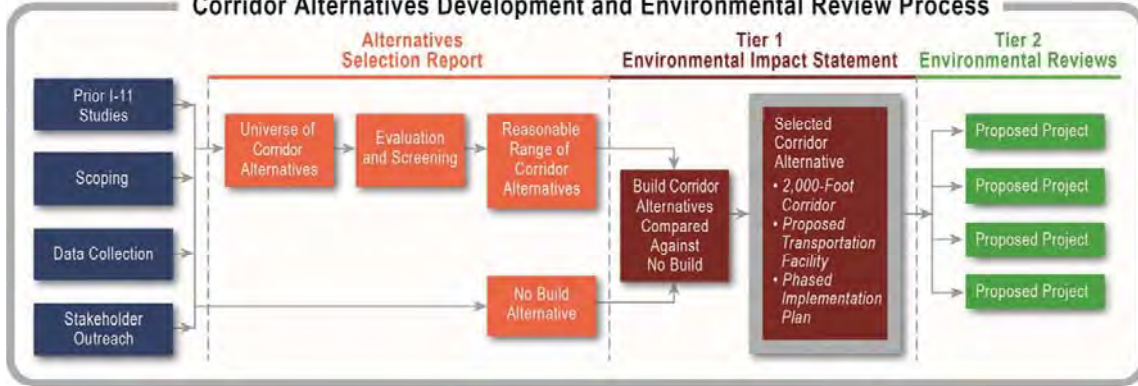 Corridor Alternatives Development and Environmental Review Process
Alternatives
Selection Report
Tier 1
Environmental Impact Statement
Tier 2
Environmental Reviews
Prior I-11
Studies
Scoping
Data Collection
Stakeholder
Outreach
Universe of
Corridor
Alternatives
Evaluation
and Screening
Reasonable
Range of
Corridor
Alternatives
No Build
Alternative
Build Corridor
Alternatives
Compared
Against
No Build
Selected
Corridor
Alternative
• 2,000-Foot
Corridor
• Proposed
Transportation
Facility
• Phased
Implementation
Plan
Proposed Project
Proposed Project
Proposed Project
Proposed Project